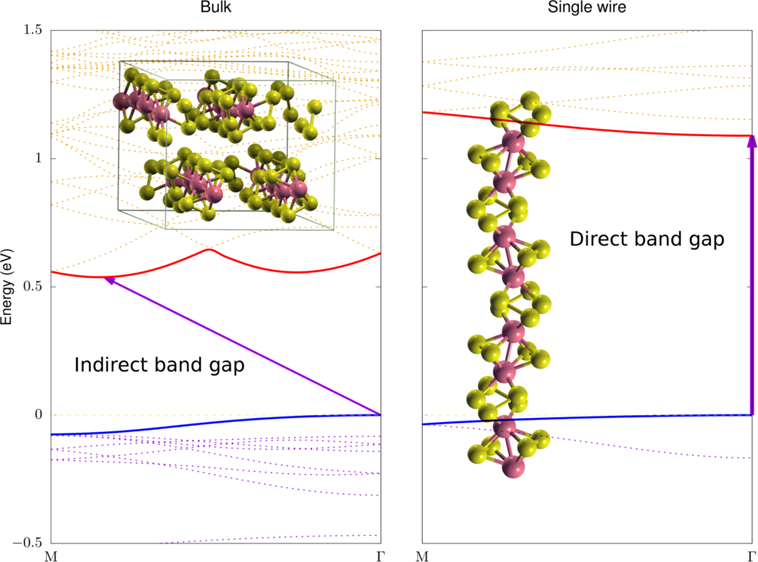 Bulk
Single wire
Energy (eV)
1.5
1
0.5
0
−0.5
Indirect band gap
Direct band gap
M
Γ
M
Γ